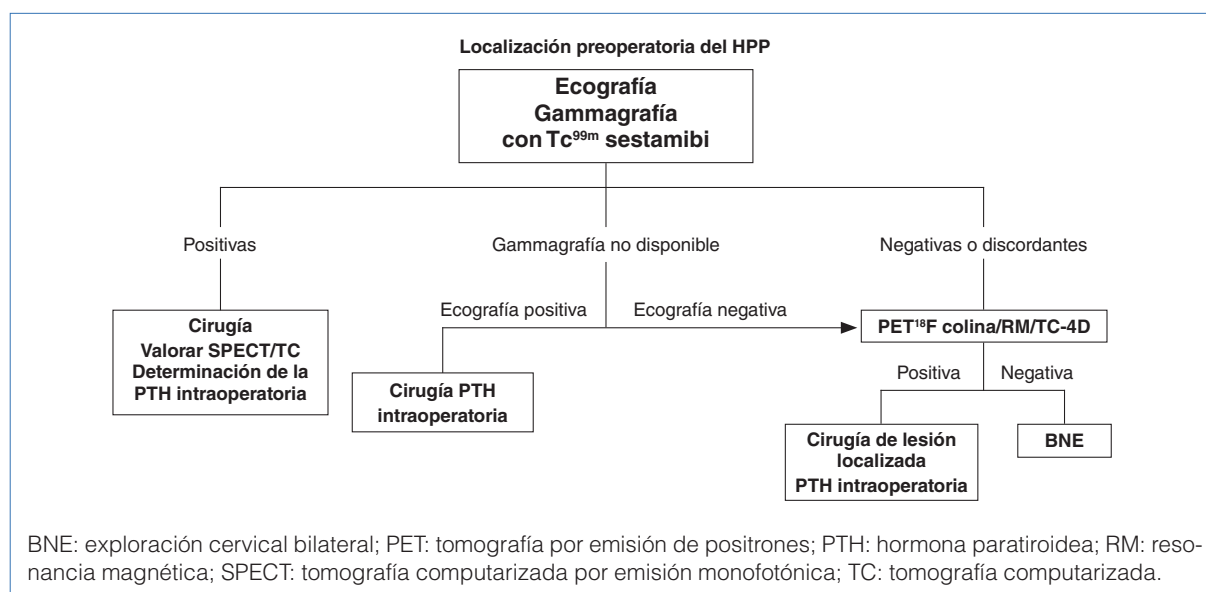 Localización preoperatoria del HPP
Ecografía
Gammagrafía
con Tc⁹⁹ᵐ sestamibi
Positivas
Gammagrafía no disponible
Negativas o discordantes
Ecografía positiva
Ecografía negativa
Cirugía
Valorar SPECT/TC
Determinación de la
PTH intraoperatoria
PET¹⁸F colina/RM/TC-4D
Cirugía PTH
intraoperatoria
Positiva
Negativa
Cirugía de lesión
localizada
PTH intraoperatoria
BNE
BNE: exploración cervical bilateral; PET: tomografía por emisión de positrones; PTH: hormona paratiroidea; RM: reso-
nancia magnética; SPECT: tomografía computarizada por emisión monofotónica; TC: tomografía computarizada.